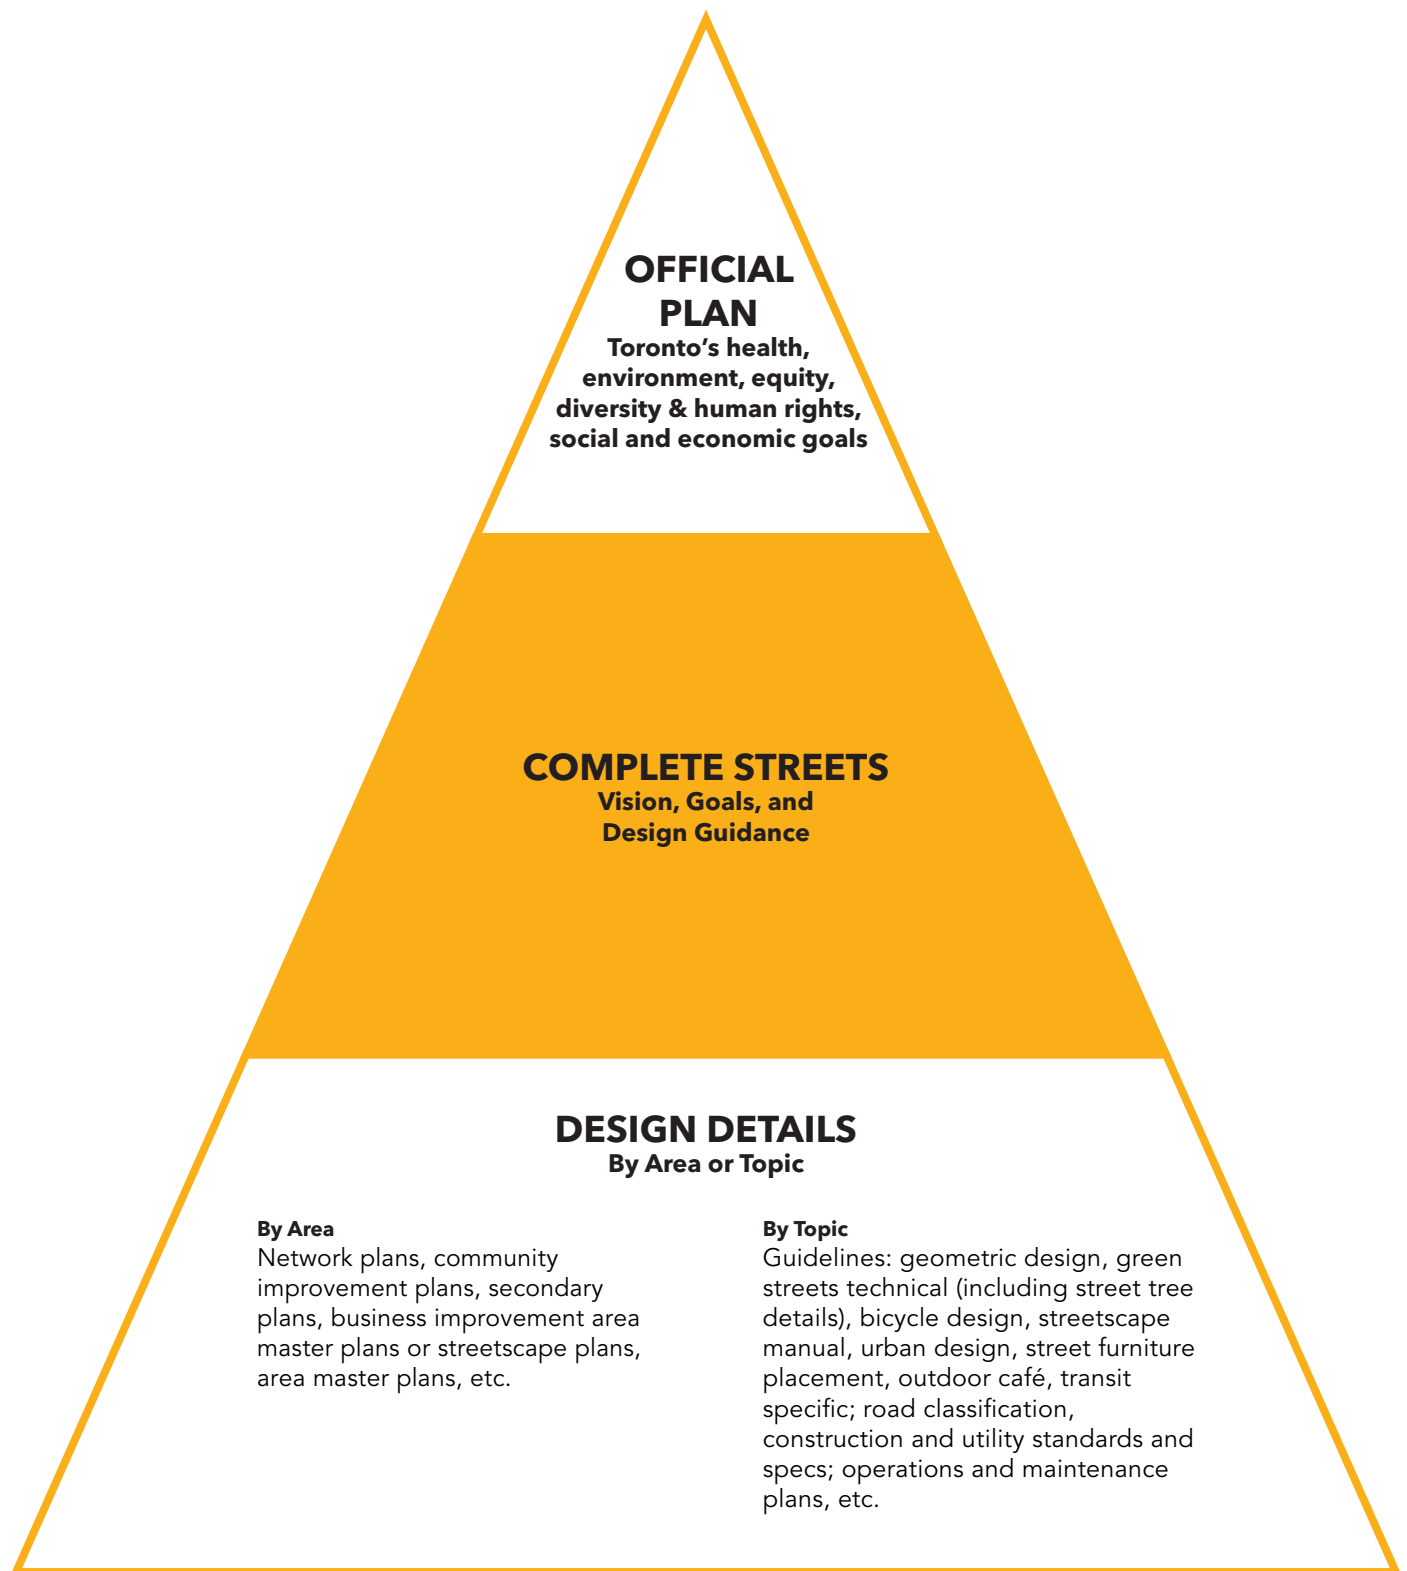 OFFICIAL
PLAN
Toronto’s health,
environment, equity,
diversity & human rights,
social and economic goals
COMPLETE STREETS
Vision, Goals, and
Design Guidance
DESIGN DETAILS
By Area or Topic
By Area
Network plans, community
improvement plans, secondary
plans, business improvement area
master plans or streetscape plans,
area master plans, etc.
By Topic
Guidelines: geometric design, green
streets technical (including street tree
details), bicycle design, streetscape
manual, urban design, street furniture
placement, outdoor café, transit
specific; road classification,
construction and utility standards and
specs; operations and maintenance
plans, etc.